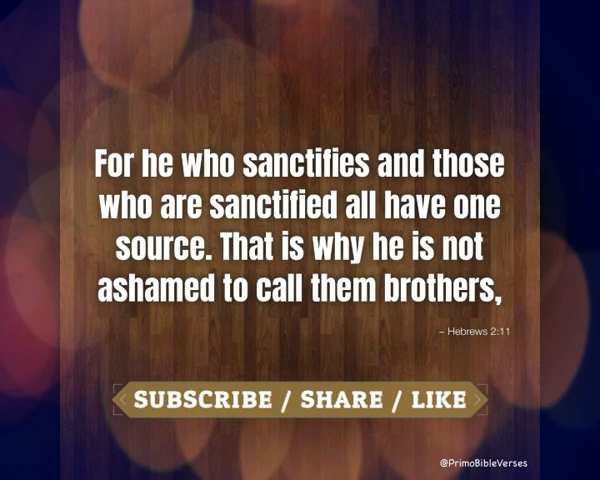 For he who sanctifies and those
who are sanctified all have one
source. That is why he is not
ashamed to call them brothers,
~ Hebrews 2:11
SUBSCRIBE / SHARE / LIKE
@PrimoBibleVerses